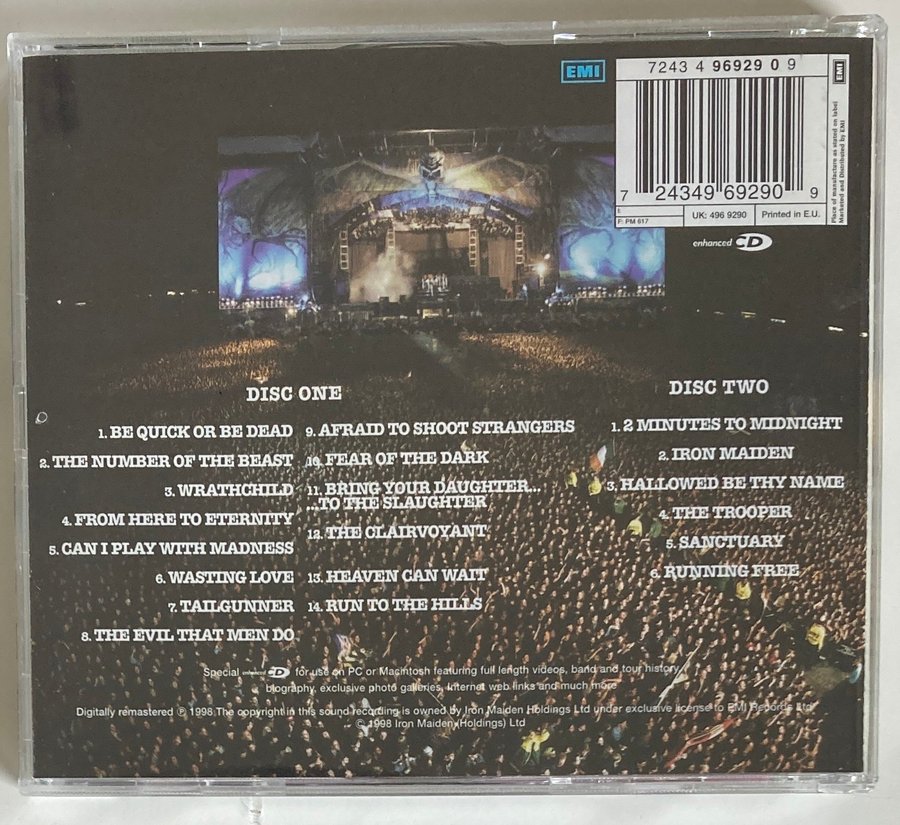 EMI
7243 4 96929 0 9
EMI
7 24349 69290 9
Place of manufacture as stated on label
Marketed and Distributed by EMI
E
F: PM 617
UK: 496 9290
Printed in E.U.
enhanced CD
DISC ONE
1. BE QUICK OR BE DEAD
2. THE NUMBER OF THE BEAST
3. WRATHCHILD
4. FROM HERE TO ETERNITY
5. CAN I PLAY WITH MADNESS
6. WASTING LOVE
7. TAILGUNNER
8. THE EVIL THAT MEN DO
9. AFRAID TO SHOOT STRANGERS
10. FEAR OF THE DARK
11. BRING YOUR DAUGHTER...
...TO THE SLAUGHTER
12. THE CLAIRVOYANT
13. HEAVEN CAN WAIT
14. RUN TO THE HILLS
DISC TWO
1. 2 MINUTES TO MIDNIGHT
2. IRON MAIDEN
3. HALLOWED BE THY NAME
4. THE TROOPER
5. SANCTUARY
6. RUNNING FREE
Special enhanced CD for use on PC or Macintosh featuring full length videos, band and tour history,
biography, exclusive photo galleries, Internet web links and much more
Digitally remastered ℗ 1998 The copyright in this sound recording is owned by Iron Maiden Holdings Ltd under exclusive license to EMI Records Ltd
© 1998 Iron Maiden (Holdings) Ltd